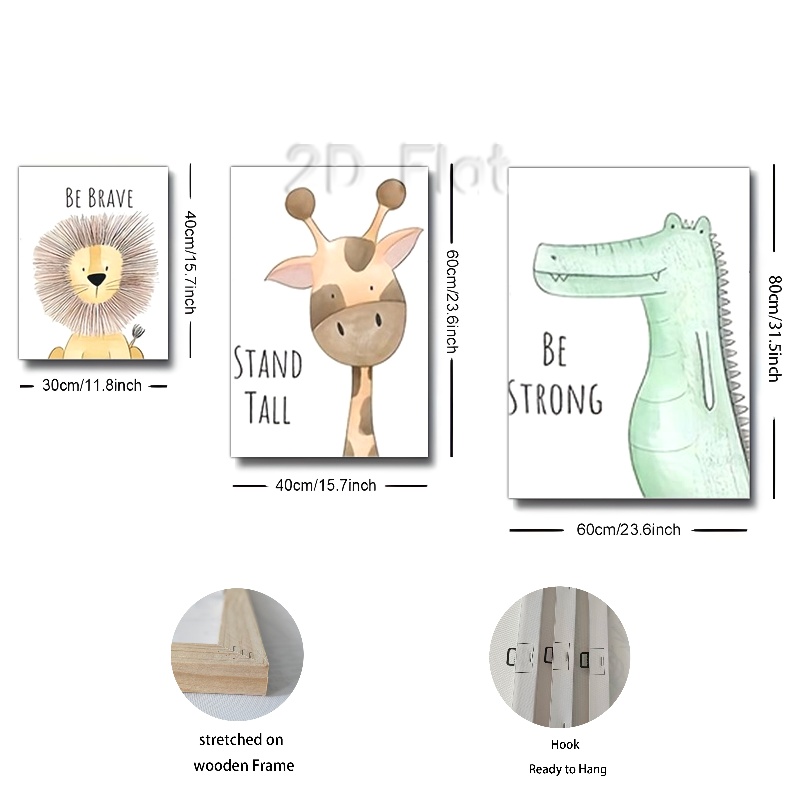 2D Flat
BE BRAVE
40cm/15.7inch
30cm/11.8inch
STAND
TALL
60cm/23.6inch
40cm/15.7inch
BE
STRONG
80cm/31.5inch
60cm/23.6inch
stretched on
wooden Frame
Hook
Ready to Hang